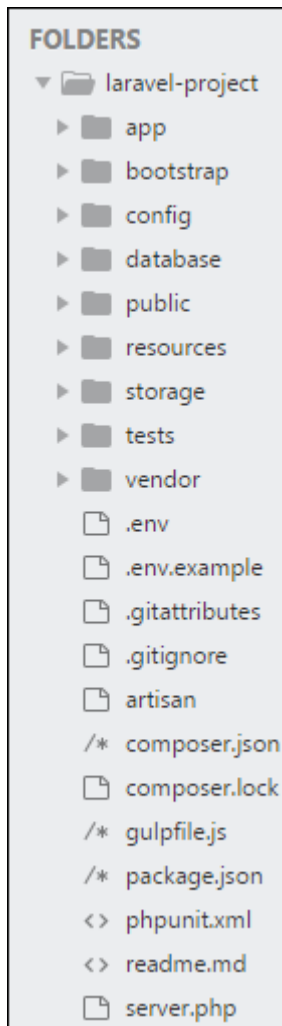 FOLDERS
laravel-project
app
bootstrap
config
database
public
resources
storage
tests
vendor
.env
.env.example
.gitattributes
.gitignore
artisan
/* composer.json
composer.lock
/* gulpfile.js
/* package.json
<> phpunit.xml
<> readme.md
server.php